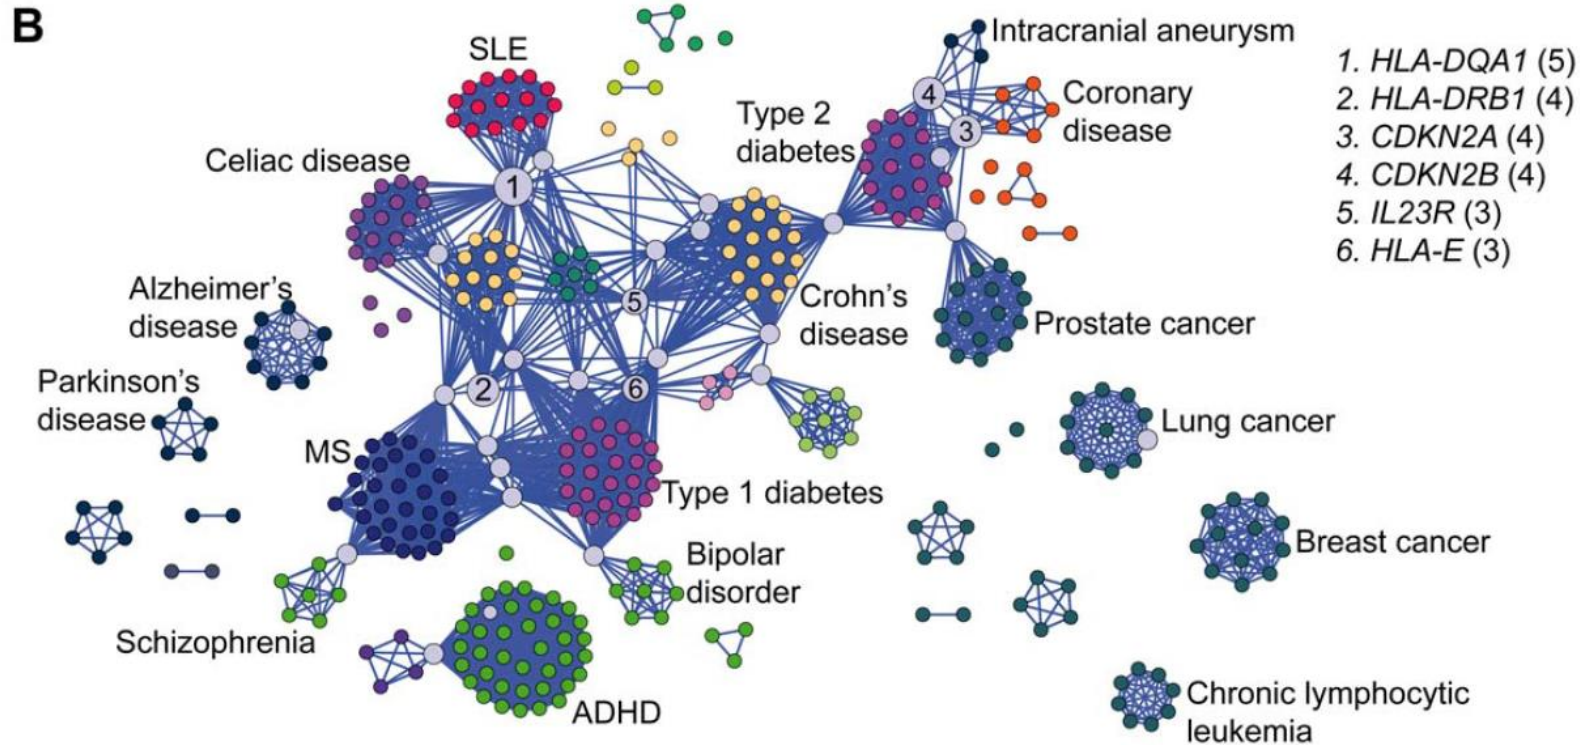 B
SLE
Intracranial aneurysm
1. HLA-DQA1 (5)
2. HLA-DRB1 (4)
3. CDKN2A (4)
4. CDKN2B (4)
5. IL23R (3)
6. HLA-E (3)
4
Coronary
disease
3
Type 2
diabetes
Celiac disease
1
Alzheimer's
disease
5
Crohn's
disease
Prostate cancer
Parkinson's
disease
2
6
Lung cancer
MS
Type 1 diabetes
Breast cancer
Bipolar
disorder
Schizophrenia
ADHD
Chronic lymphocytic
leukemia